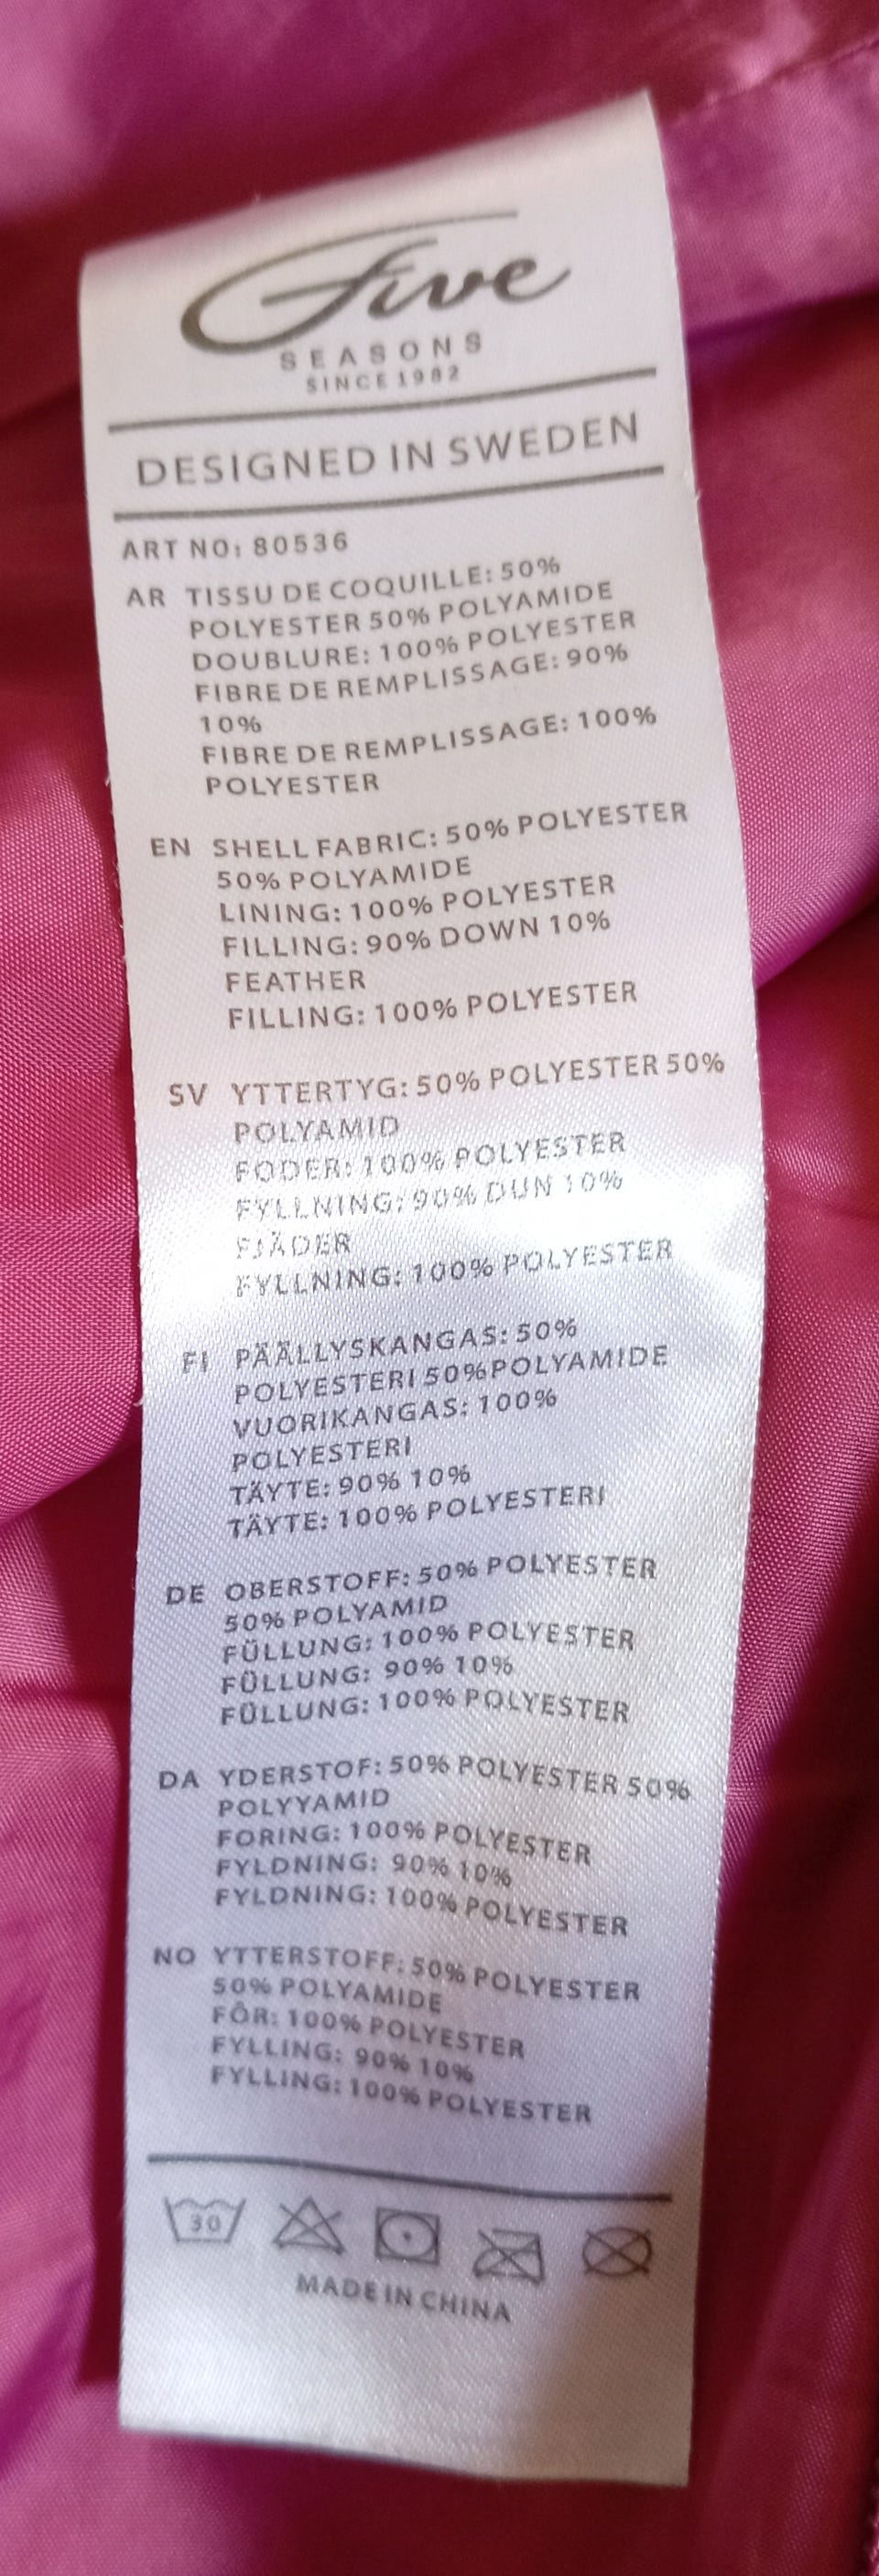 Five
SEASONS
SINCE 1982
DESIGNED IN SWEDEN
ART NO: 80536
AR TISSU DE COQUILLE: 50%
POLYESTER 50% POLYAMIDE
DOUBLURE: 100% POLYESTER
FIBRE DE REMPLISSAGE: 90%
10%
FIBRE DE REMPLISSAGE: 100%
POLYESTER
EN SHELL FABRIC: 50% POLYESTER
50% POLYAMIDE
LINING: 100% POLYESTER
FILLING: 90% DOWN 10%
FEATHER
FILLING: 100% POLYESTER
SV YTTERTYG: 50% POLYESTER 50%
POLYAMID
FODER: 100% POLYESTER
FYLLNING: 90% DUN 10%
FJÄDER
FYLLNING: 100% POLYESTER
FI PÄÄLLYSKANGAS: 50%
POLYESTERI 50% POLYAMIDE
VUORIKANGAS: 100%
POLYESTERI
TÄYTE: 90% 10%
TÄYTE: 100% POLYESTERI
DE OBERSTOFF: 50% POLYESTER
50% POLYAMID
FÜLLUNG: 100% POLYESTER
FÜLLUNG: 90% 10%
FÜLLUNG: 100% POLYESTER
DA YDERSTOF: 50% POLYESTER 50%
POLYYAMID
FORING: 100% POLYESTER
FYLDNING: 90% 10%
FYLDNING: 100% POLYESTER
NO YTTERSTOFF: 50% POLYESTER
50% POLYAMIDE
FÔR: 100% POLYESTER
FYLLING: 90% 10%
FYLLING: 100% POLYESTER
30
MADE IN CHINA